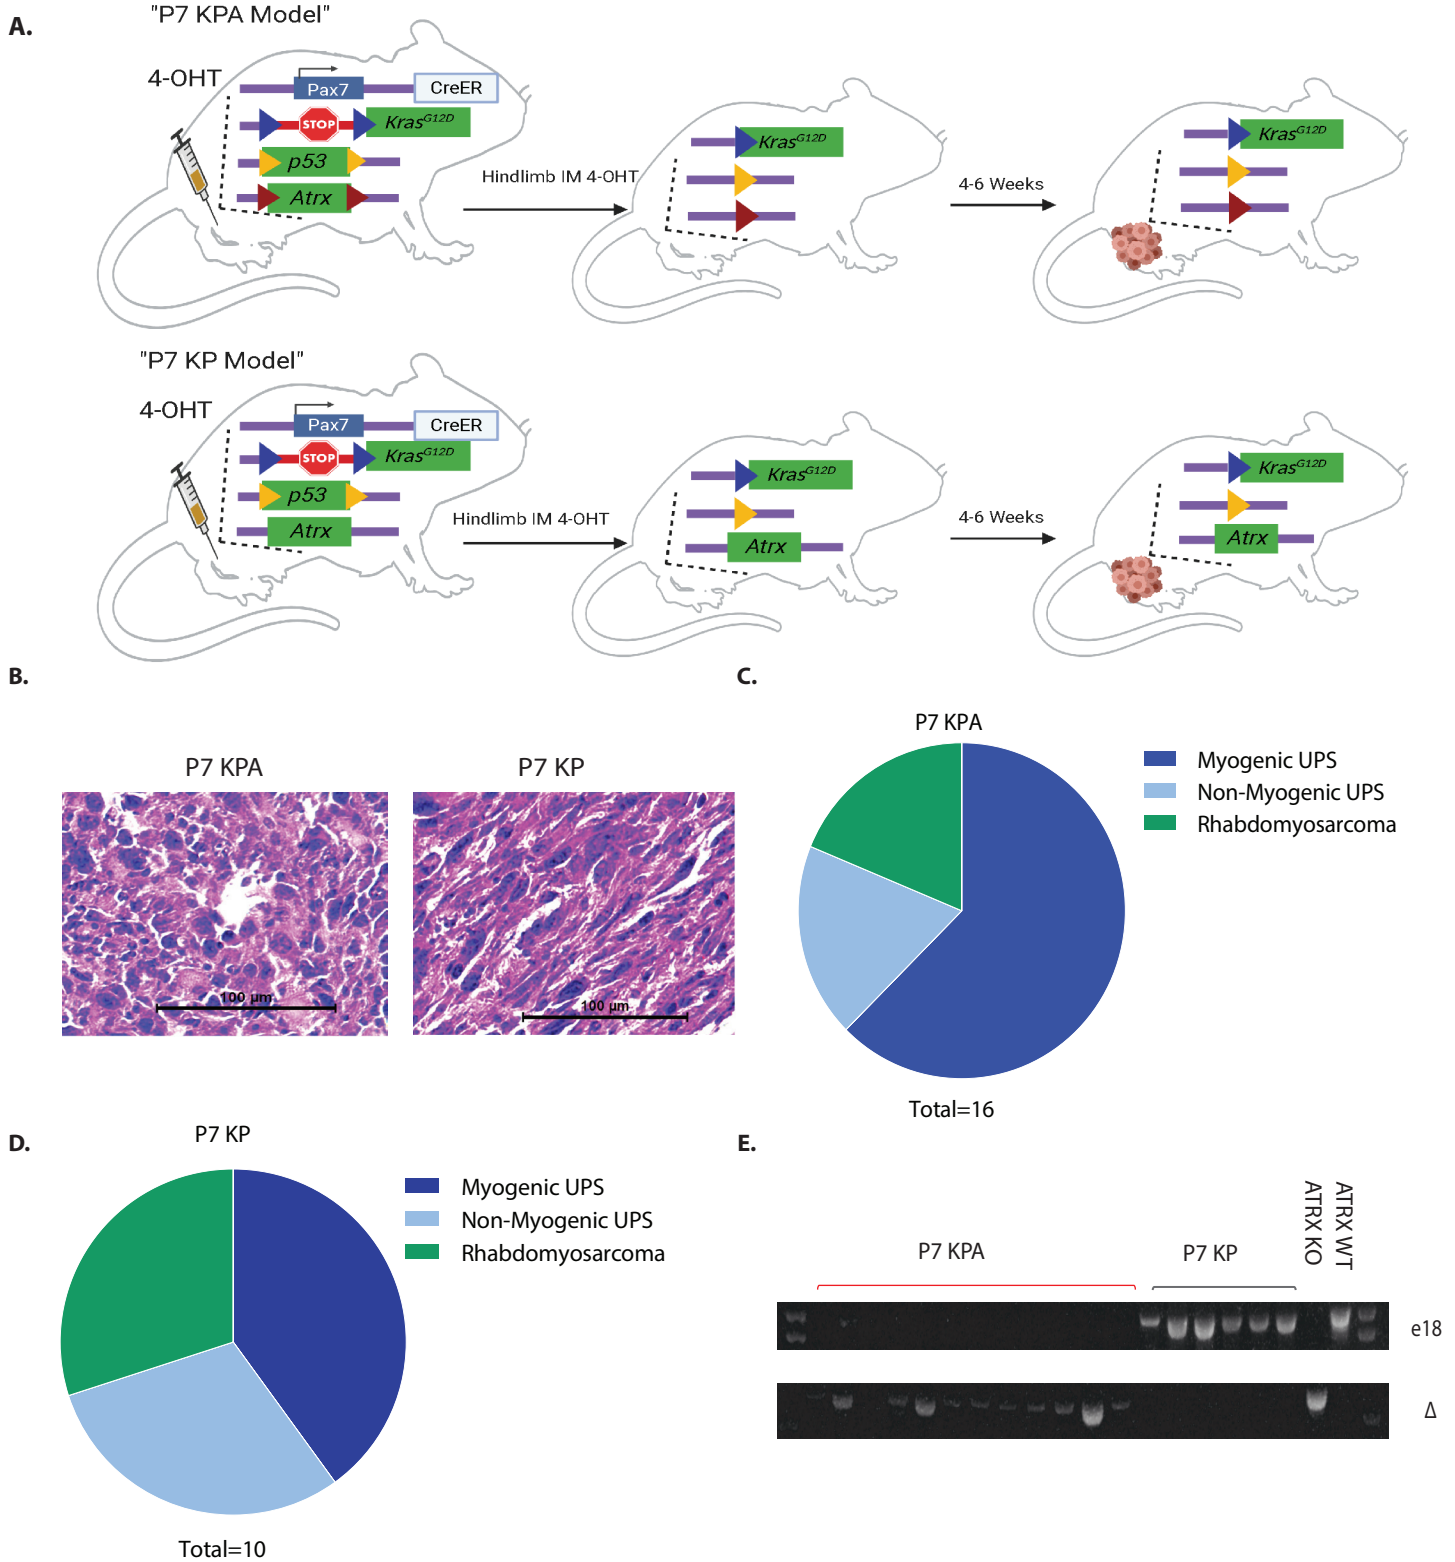 A.
"P7 KPA Model"
4-OHT
Pax7
CreER
STOP
KrasG12D
p53
Atrx
Hindlimb IM 4-OHT
KrasG12D
4-6 Weeks
KrasG12D
"P7 KP Model"
4-OHT
Pax7
CreER
STOP
KrasG12D
p53
Atrx
Hindlimb IM 4-OHT
KrasG12D
Atrx
4-6 Weeks
KrasG12D
Atrx
B.
P7 KPA
P7 KP
100 µm
100 µm
C.
P7 KPA
Myogenic UPS
Non-Myogenic UPS
Rhabdomyosarcoma
Total=16
D.
P7 KP
Myogenic UPS
Non-Myogenic UPS
Rhabdomyosarcoma
Total=10
E.
P7 KPA
P7 KP
ATRX KO
ATRX WT
e18
Δ